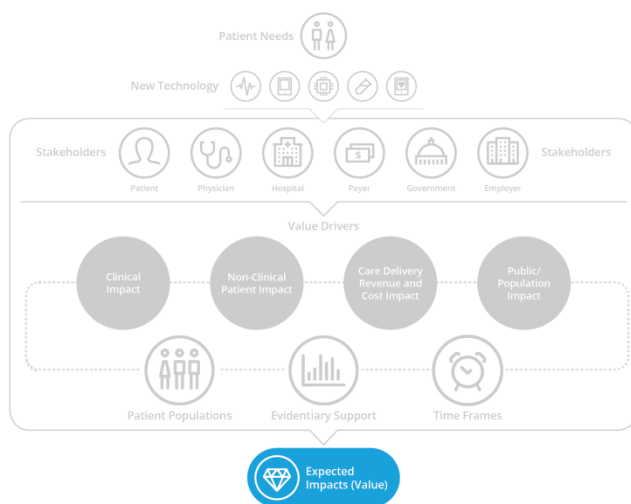 Patient Needs
New Technology
Stakeholders
Stakeholders
Patient
Physician
Hospital
$
Payer
Government
Employer
Value Drivers
Clinical
Impact
Non-Clinical
Patient Impact
Care Delivery
Revenue and
Cost Impact
Public/
Population
Impact
Patient Populations
Evidentiary Support
Time Frames
Expected
Impacts (Value)